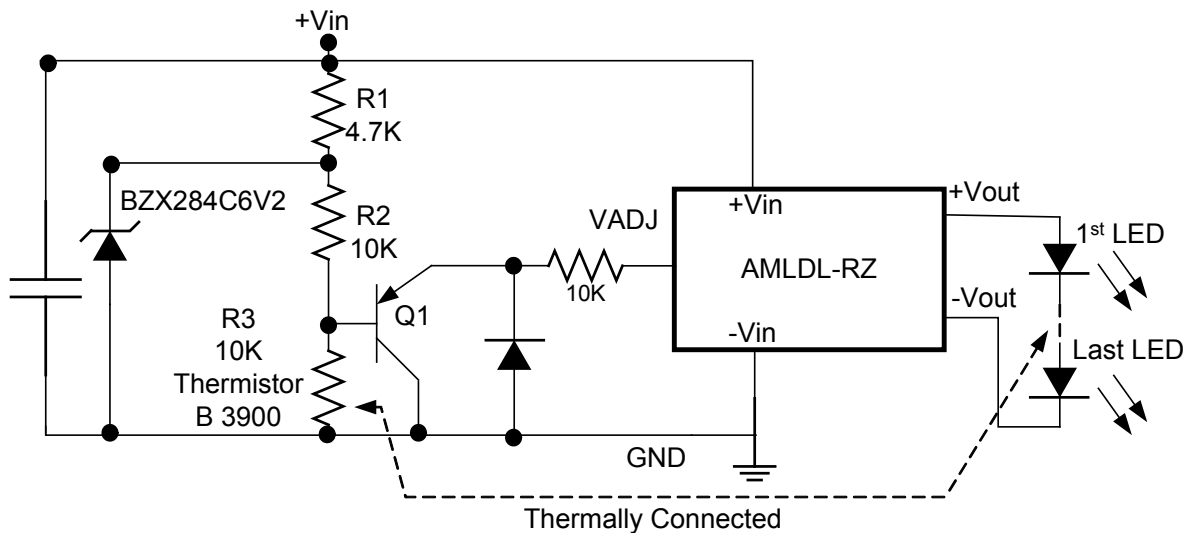 +Vin
R1
4.7K
BZX284C6V2
R2
10K
VADJ
10K
+Vin
AMLDL-RZ
-Vin
+Vout
1st LED
-Vout
Last LED
Q1
R3
10K
Thermistor
B 3900
GND
Thermally Connected